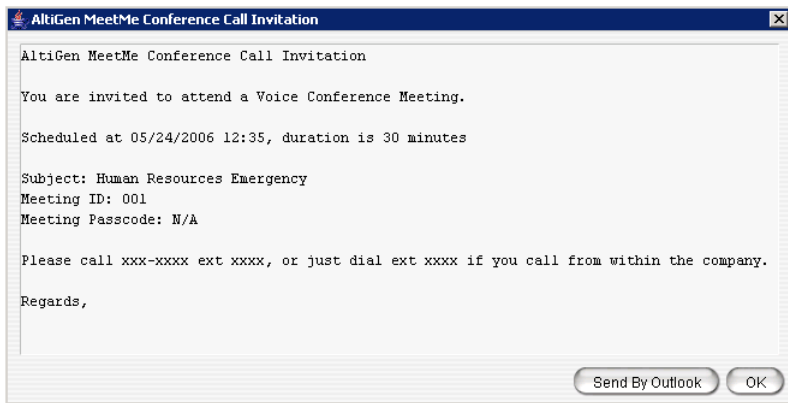 AltiGen MeetMe Conference Call Invitation
AltiGen MeetMe Conference Call Invitation
You are invited to attend a Voice Conference Meeting.
Scheduled at 05/24/2006 12:35, duration is 30 minutes
Subject: Human Resources Emergency
Meeting ID: 001
Meeting Passcode: N/A
Please call xxx-xxxx ext xxxx, or just dial ext xxxx if you call from within the company.
Regards,
Send By Outlook OK